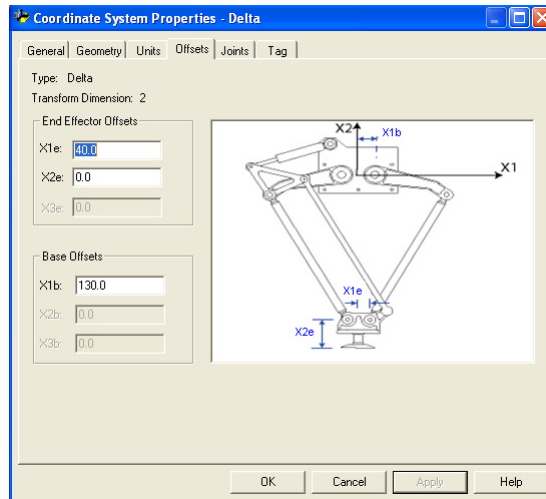 Coordinate System Properties - Delta
General Geometry Units Offsets Joints Tag
Type: Delta
Transform Dimension: 2
End Effector Offsets
X1e: 40.0
X2e: 0.0
X3e: 0.0
Base Offsets
X1b: 130.0
X2b: 0.0
X3b: 0.0
X2
X1b
X1
X1e
X2e
OK Cancel Apply Help